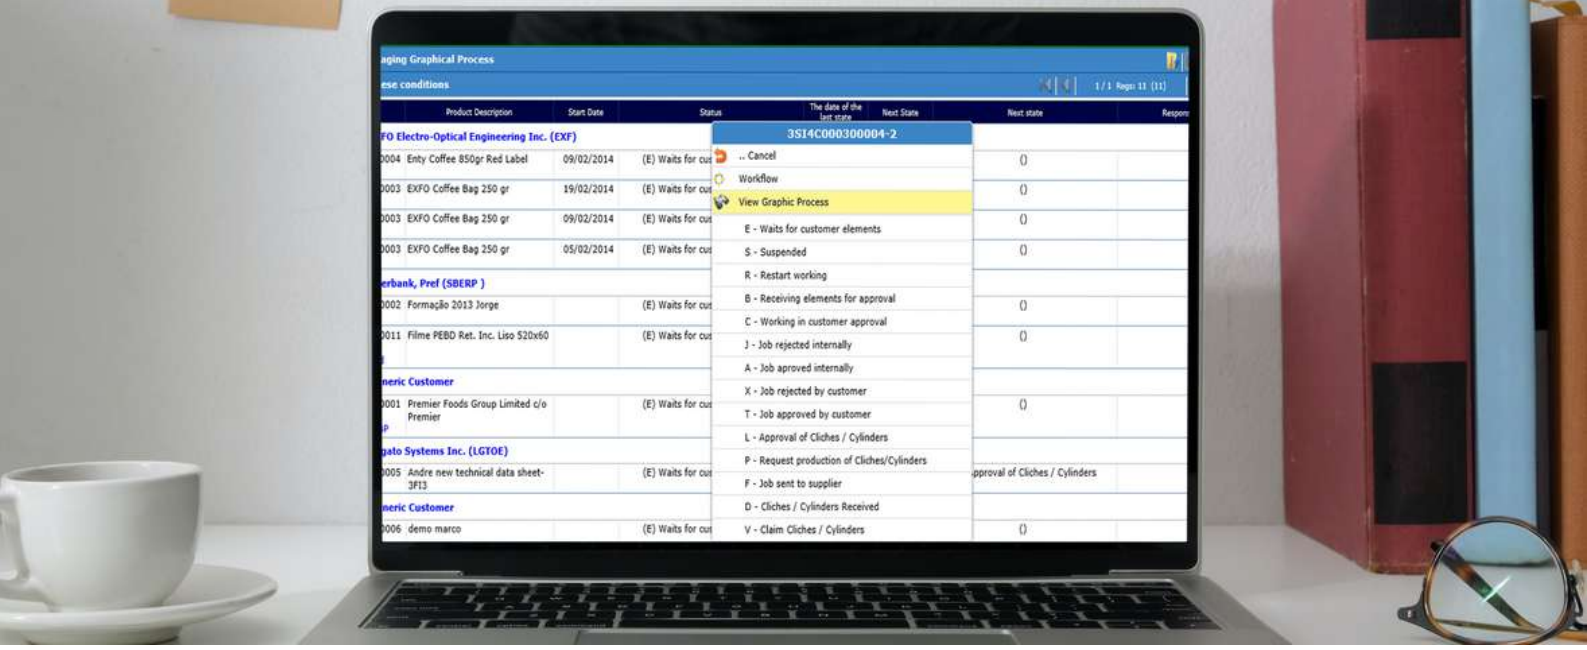 aging Graphical Process
ese conditions
1/1 Regs: 11 (11)
Product Description Start Date Status The date of the last state Next State Next state Respons
3SI4C000300004-2
.. Cancel
Workflow
View Graphic Process
E - Waits for customer elements
S - Suspended
R - Restart working
B - Receiving elements for approval
C - Working in customer approval
J - Job rejected internally
A - Job aproved internally
X - Job rejected by customer
T - Job approved by customer
L - Approval of Cliches / Cylinders
P - Request production of Cliches/Cylinders
F - Job sent to supplier
D - Cliches / Cylinders Received
V - Claim Cliches / Cylinders
FO Electro-Optical Engineering Inc. (EXF)
0004 Enty Coffee 850gr Red Label 09/02/2014 (E) Waits for cus ()
0003 EXFO Coffee Bag 250 gr 19/02/2014 (E) Waits for cus ()
0003 EXFO Coffee Bag 250 gr 09/02/2014 (E) Waits for cus ()
0003 EXFO Coffee Bag 250 gr 05/02/2014 (E) Waits for cus ()
erbank, Pref (SBERP )
0002 Formação 2013 Jorge (E) Waits for cus ()
0011 Filme PEBD Ret. Inc. Liso 520x60 (E) Waits for cus ()
neric Customer
0001 Premier Foods Group Limited c/o (E) Waits for cus ()
Premier
gato Systems Inc. (LGTOE)
0005 Andre new technical data sheet- (E) Waits for cus pproval of Cliches / Cylinders
3FI3
neric Customer
0006 demo marco (E) Waits for cus ()